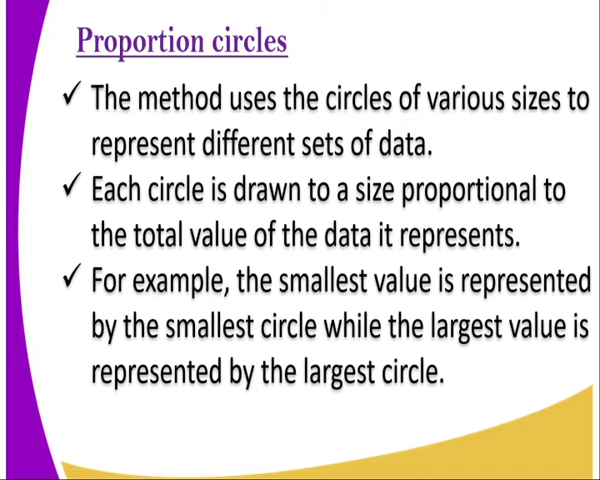 Proportion circles
✓ The method uses the circles of various sizes to
represent different sets of data.
✓ Each circle is drawn to a size proportional to
the total value of the data it represents.
✓ For example, the smallest value is represented
by the smallest circle while the largest value is
represented by the largest circle.